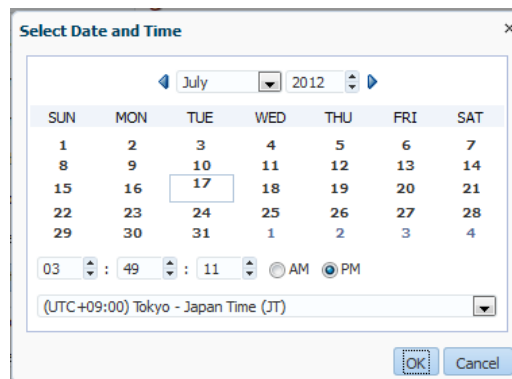 Select Date and Time ×
July 2012
SUN MON TUE WED THU FRI SAT
1 2 3 4 5 6 7
8 9 10 11 12 13 14
15 16 17 18 19 20 21
22 23 24 25 26 27 28
29 30 31 1 2 3 4
03 : 49 : 11 AM PM
(UTC+09:00) Tokyo - Japan Time (JT)
OK Cancel